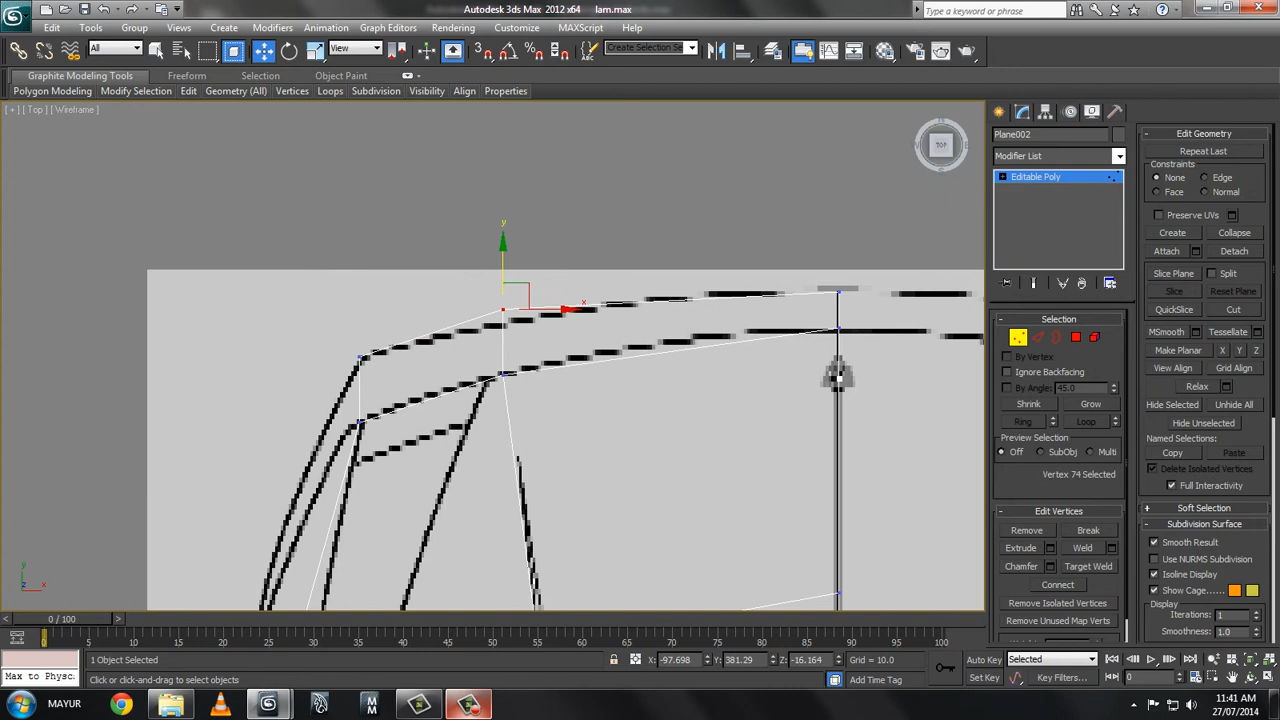 Autodesk 3ds Max 2012 x64 lam.max
Type a keyword or phrase
Edit Tools Group Views Create Modifiers Animation Graph Editors Rendering Customize MAXScript Help
All View Create Selection Se
Graphite Modeling Tools Freeform Selection Object Paint
Polygon Modeling Modify Selection Edit Geometry (All) Vertices Loops Subdivision Visibility Align Properties
[ + ] [ Top ] [ Wireframe ]
TOP
y
x
Plane002
Modifier List
Editable Poly
Selection
By Vertex
Ignore Backfacing
By Angle: 45.0
Shrink Grow
Ring Loop
Preview Selection
Off SubObj Multi
Vertex 74 Selected
Edit Vertices
Remove Break
Extrude Weld
Chamfer Target Weld
Connect
Remove Isolated Vertices
Remove Unused Map Verts
Edit Geometry
Repeat Last
Constraints
None Edge
Face Normal
Preserve UVs
Create Collapse
Attach Detach
Slice Plane Split
Slice Reset Plane
QuickSlice Cut
MSmooth Tessellate
Make Planar X Y Z
View Align Grid Align
Relax
Hide Selected Unhide All
Hide Unselected
Named Selections:
Copy Paste
Delete Isolated Vertices
Full Interactivity
Soft Selection
Subdivision Surface
Smooth Result
Use NURMS Subdivision
Isoline Display
Show Cage......
Display
Iterations: 1
Smoothness: 1.0
0 / 100
0 5 10 15 20 25 30 35 40 45 50 55 60 65 70 75 80 85 90 95 100
1 Object Selected X: -97.698 Y: 381.29 Z: -16.164 Grid = 10.0 Auto Key Selected
Max to Physc Click or click-and-drag to select objects Add Time Tag Set Key Key Filters... 0
MAYUR
11:41 AM
27/07/2014